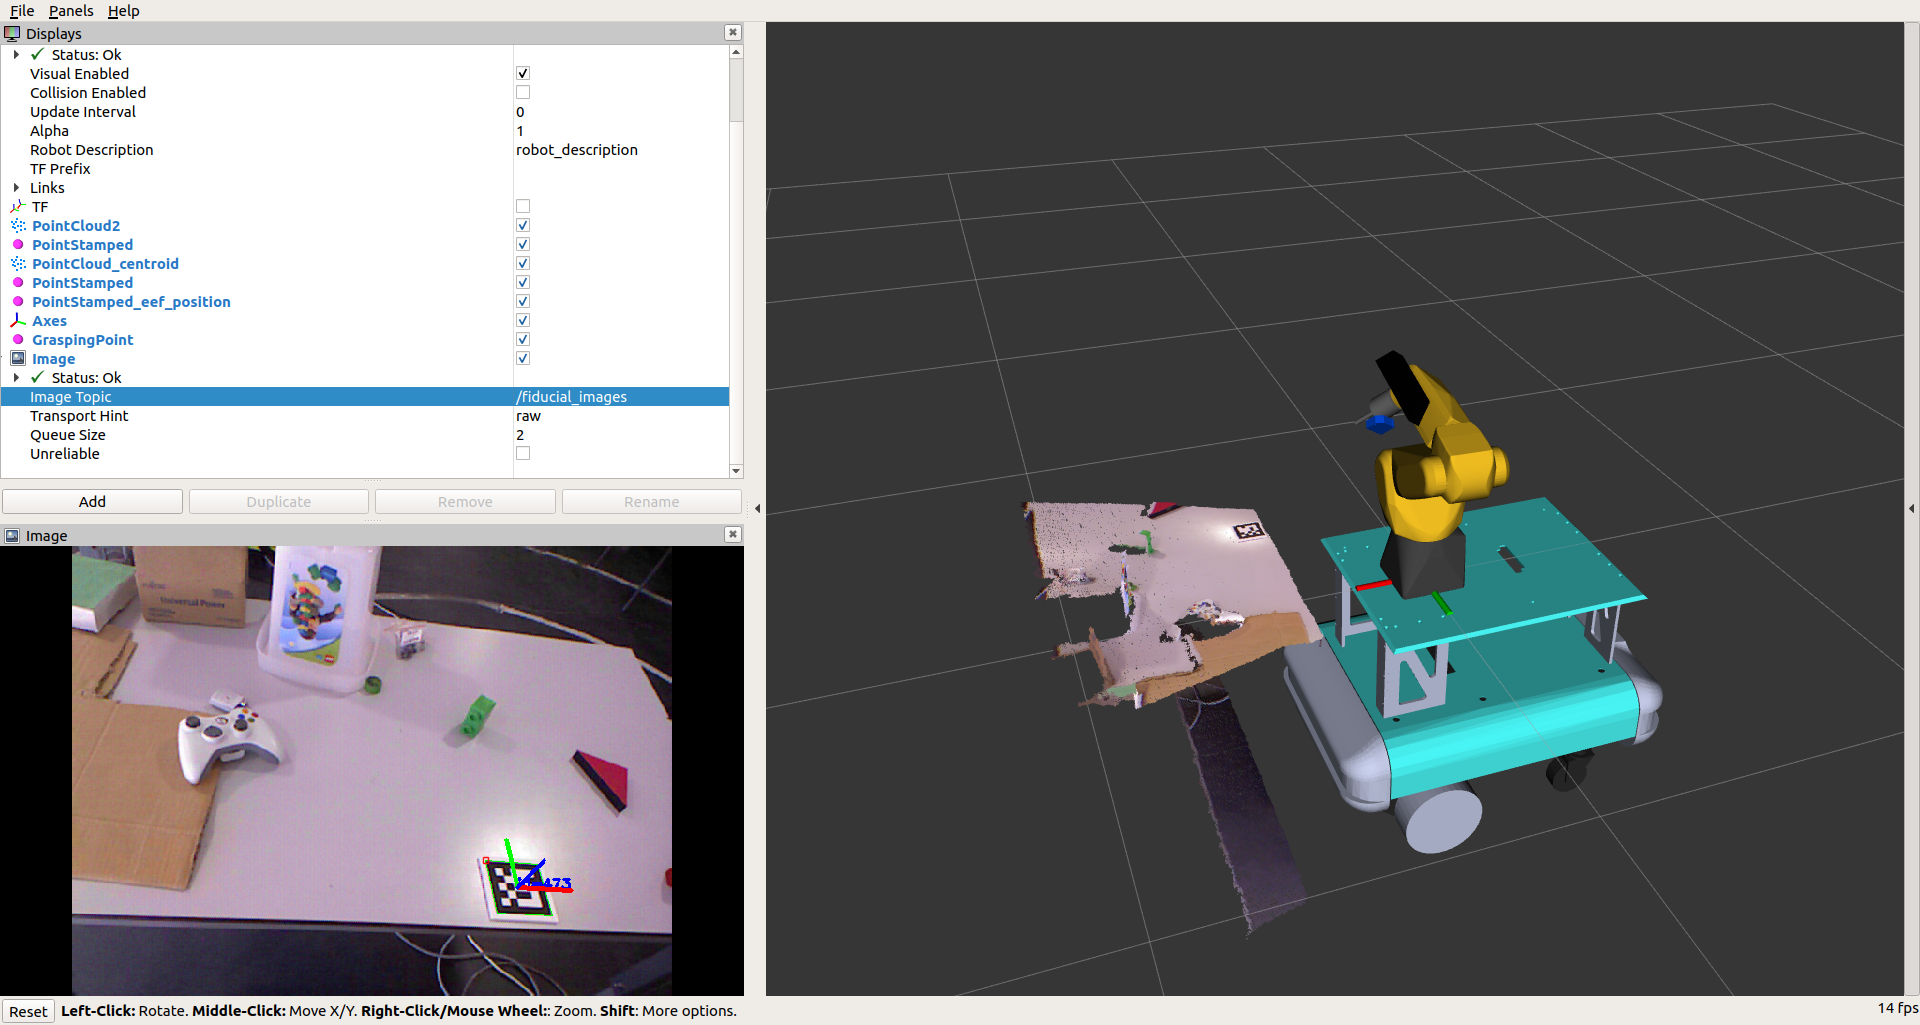 File Panels Help
Displays
Status: Ok
Visual Enabled
Collision Enabled
Update Interval 0
Alpha 1
Robot Description robot_description
TF Prefix
Links
TF
PointCloud2
PointStamped
PointCloud_centroid
PointStamped
PointStamped_eef_position
Axes
GraspingPoint
Image
Status: Ok
Image Topic /fiducial_images
Transport Hint raw
Queue Size 2
Unreliable
Add Duplicate Remove Rename
Image
Universal Power
Reset Left-Click: Rotate. Middle-Click: Move X/Y. Right-Click/Mouse Wheel:: Zoom. Shift: More options. 14 fps